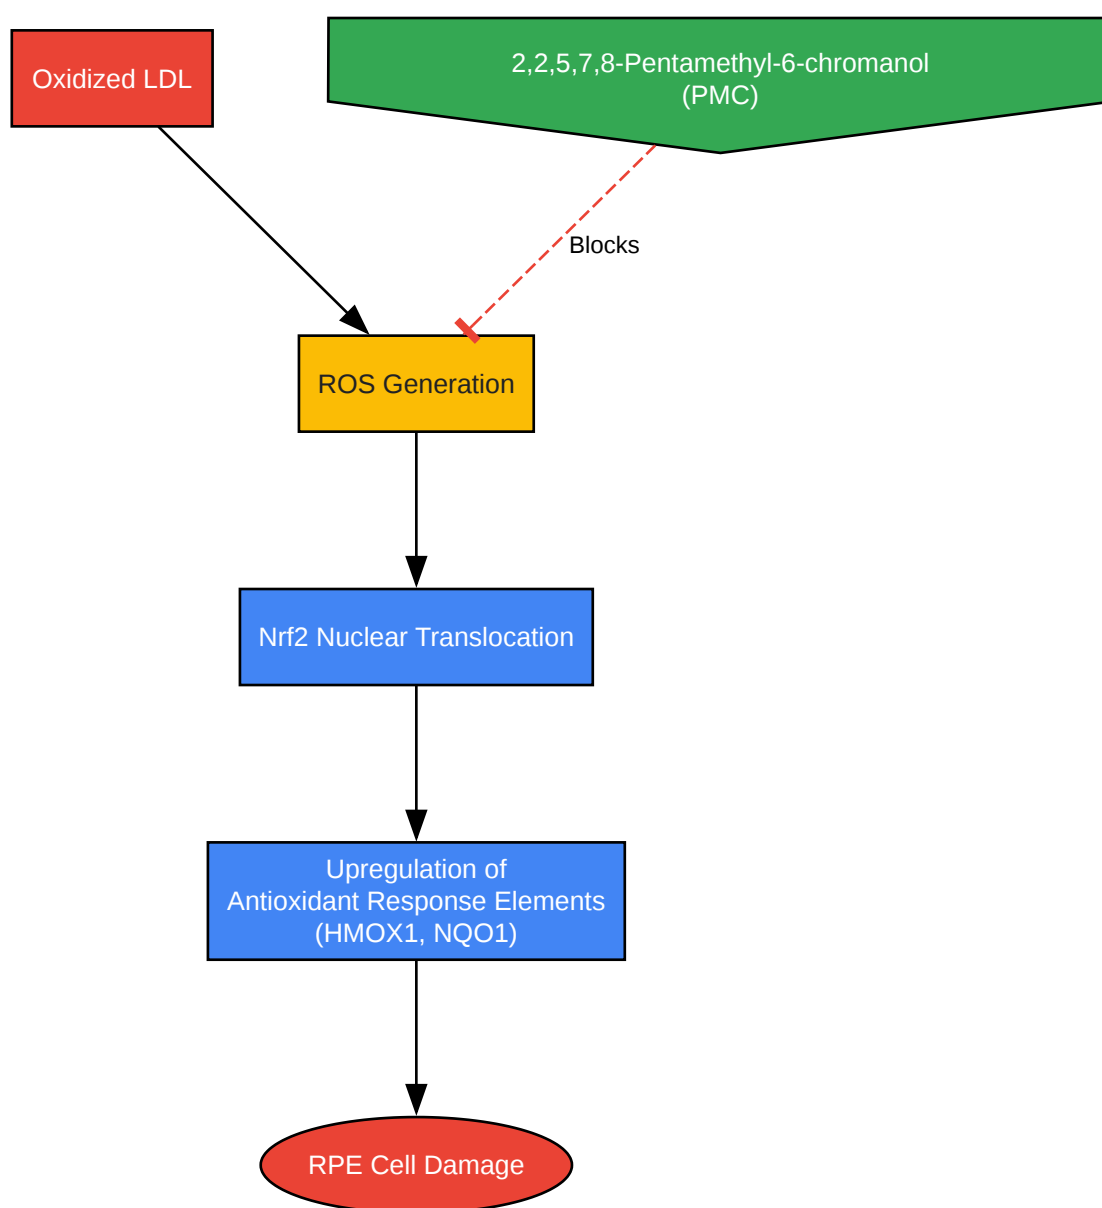 Oxidized LDL
2,2,5,7,8-Pentamethyl-6-chromanol
(PMC)
Blocks
ROS Generation
Nrf2 Nuclear Translocation
Upregulation of
Antioxidant Response Elements
(HMOX1, NQO1)
RPE Cell Damage